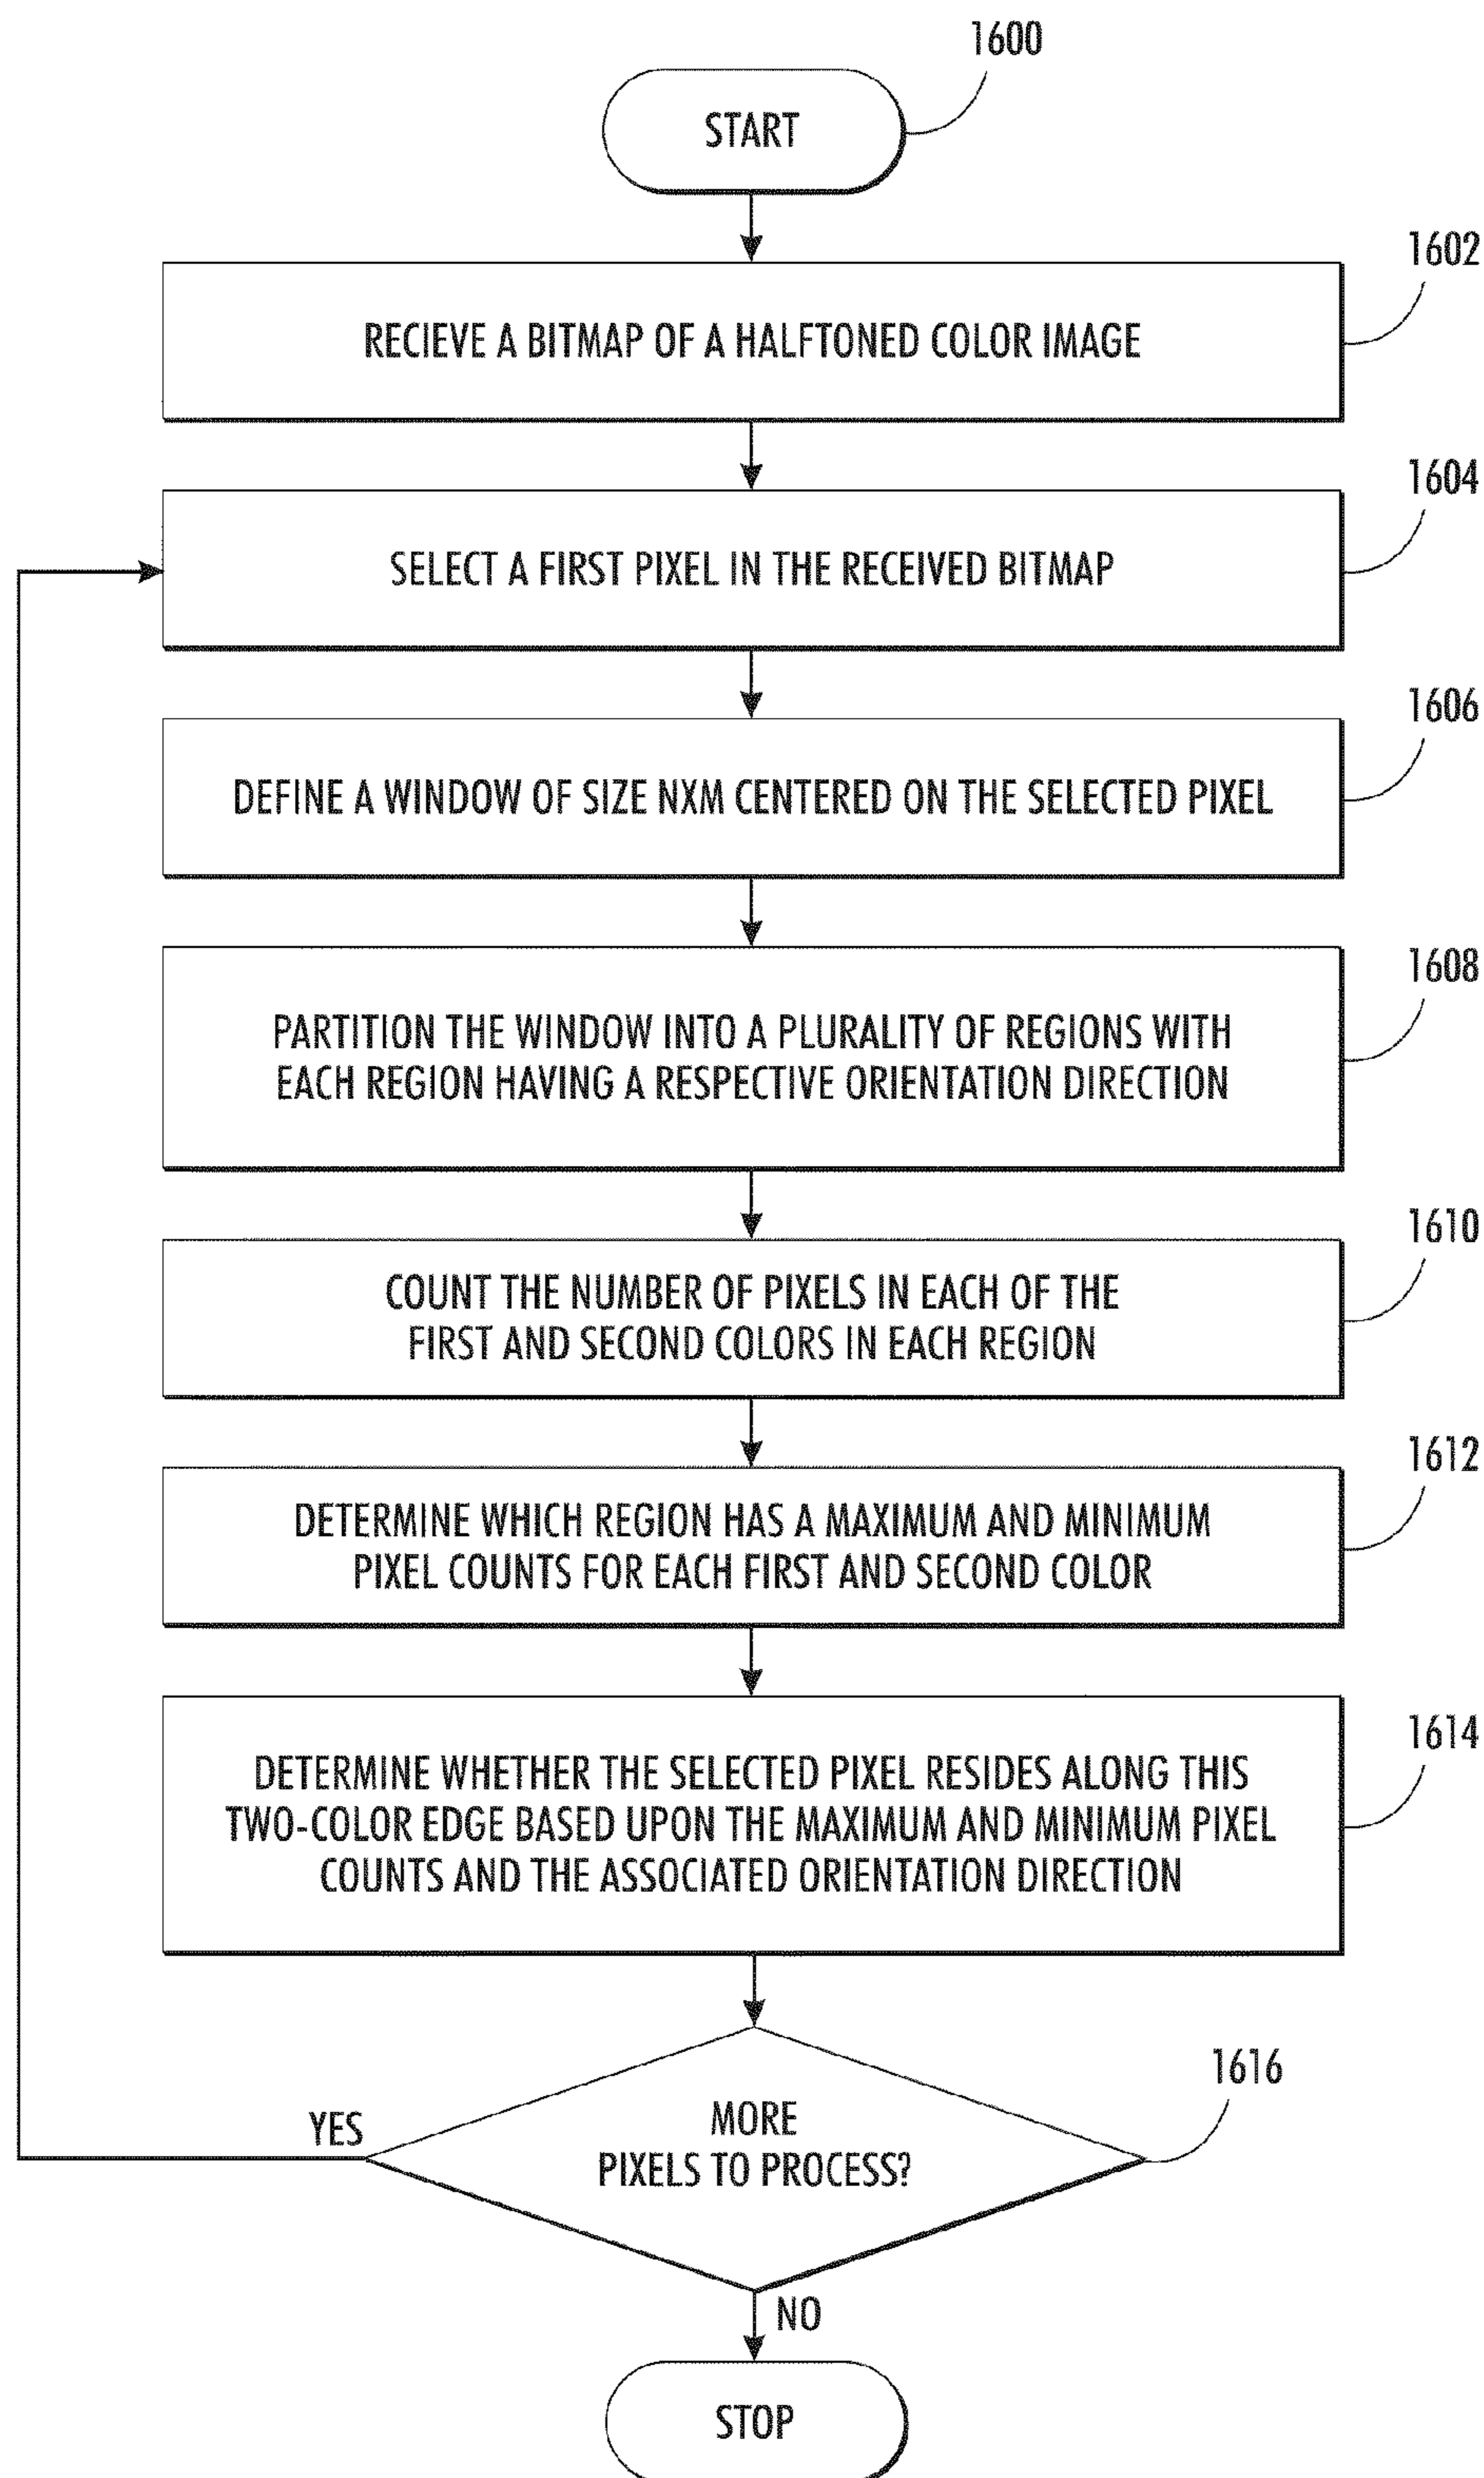 1600
START
1602
RECIEVE A BITMAP OF A HALFTONED COLOR IMAGE
1604
SELECT A FIRST PIXEL IN THE RECEIVED BITMAP
1606
DEFINE A WINDOW OF SIZE NXM CENTERED ON THE SELECTED PIXEL
1608
PARTITION THE WINDOW INTO A PLURALITY OF REGIONS WITH
EACH REGION HAVING A RESPECTIVE ORIENTATION DIRECTION
1610
COUNT THE NUMBER OF PIXELS IN EACH OF THE
FIRST AND SECOND COLORS IN EACH REGION
1612
DETERMINE WHICH REGION HAS A MAXIMUM AND MINIMUM
PIXEL COUNTS FOR EACH FIRST AND SECOND COLOR
1614
DETERMINE WHETHER THE SELECTED PIXEL RESIDES ALONG THIS
TWO-COLOR EDGE BASED UPON THE MAXIMUM AND MINIMUM PIXEL
COUNTS AND THE ASSOCIATED ORIENTATION DIRECTION
1616
YES
MORE
PIXELS TO PROCESS?
NO
STOP